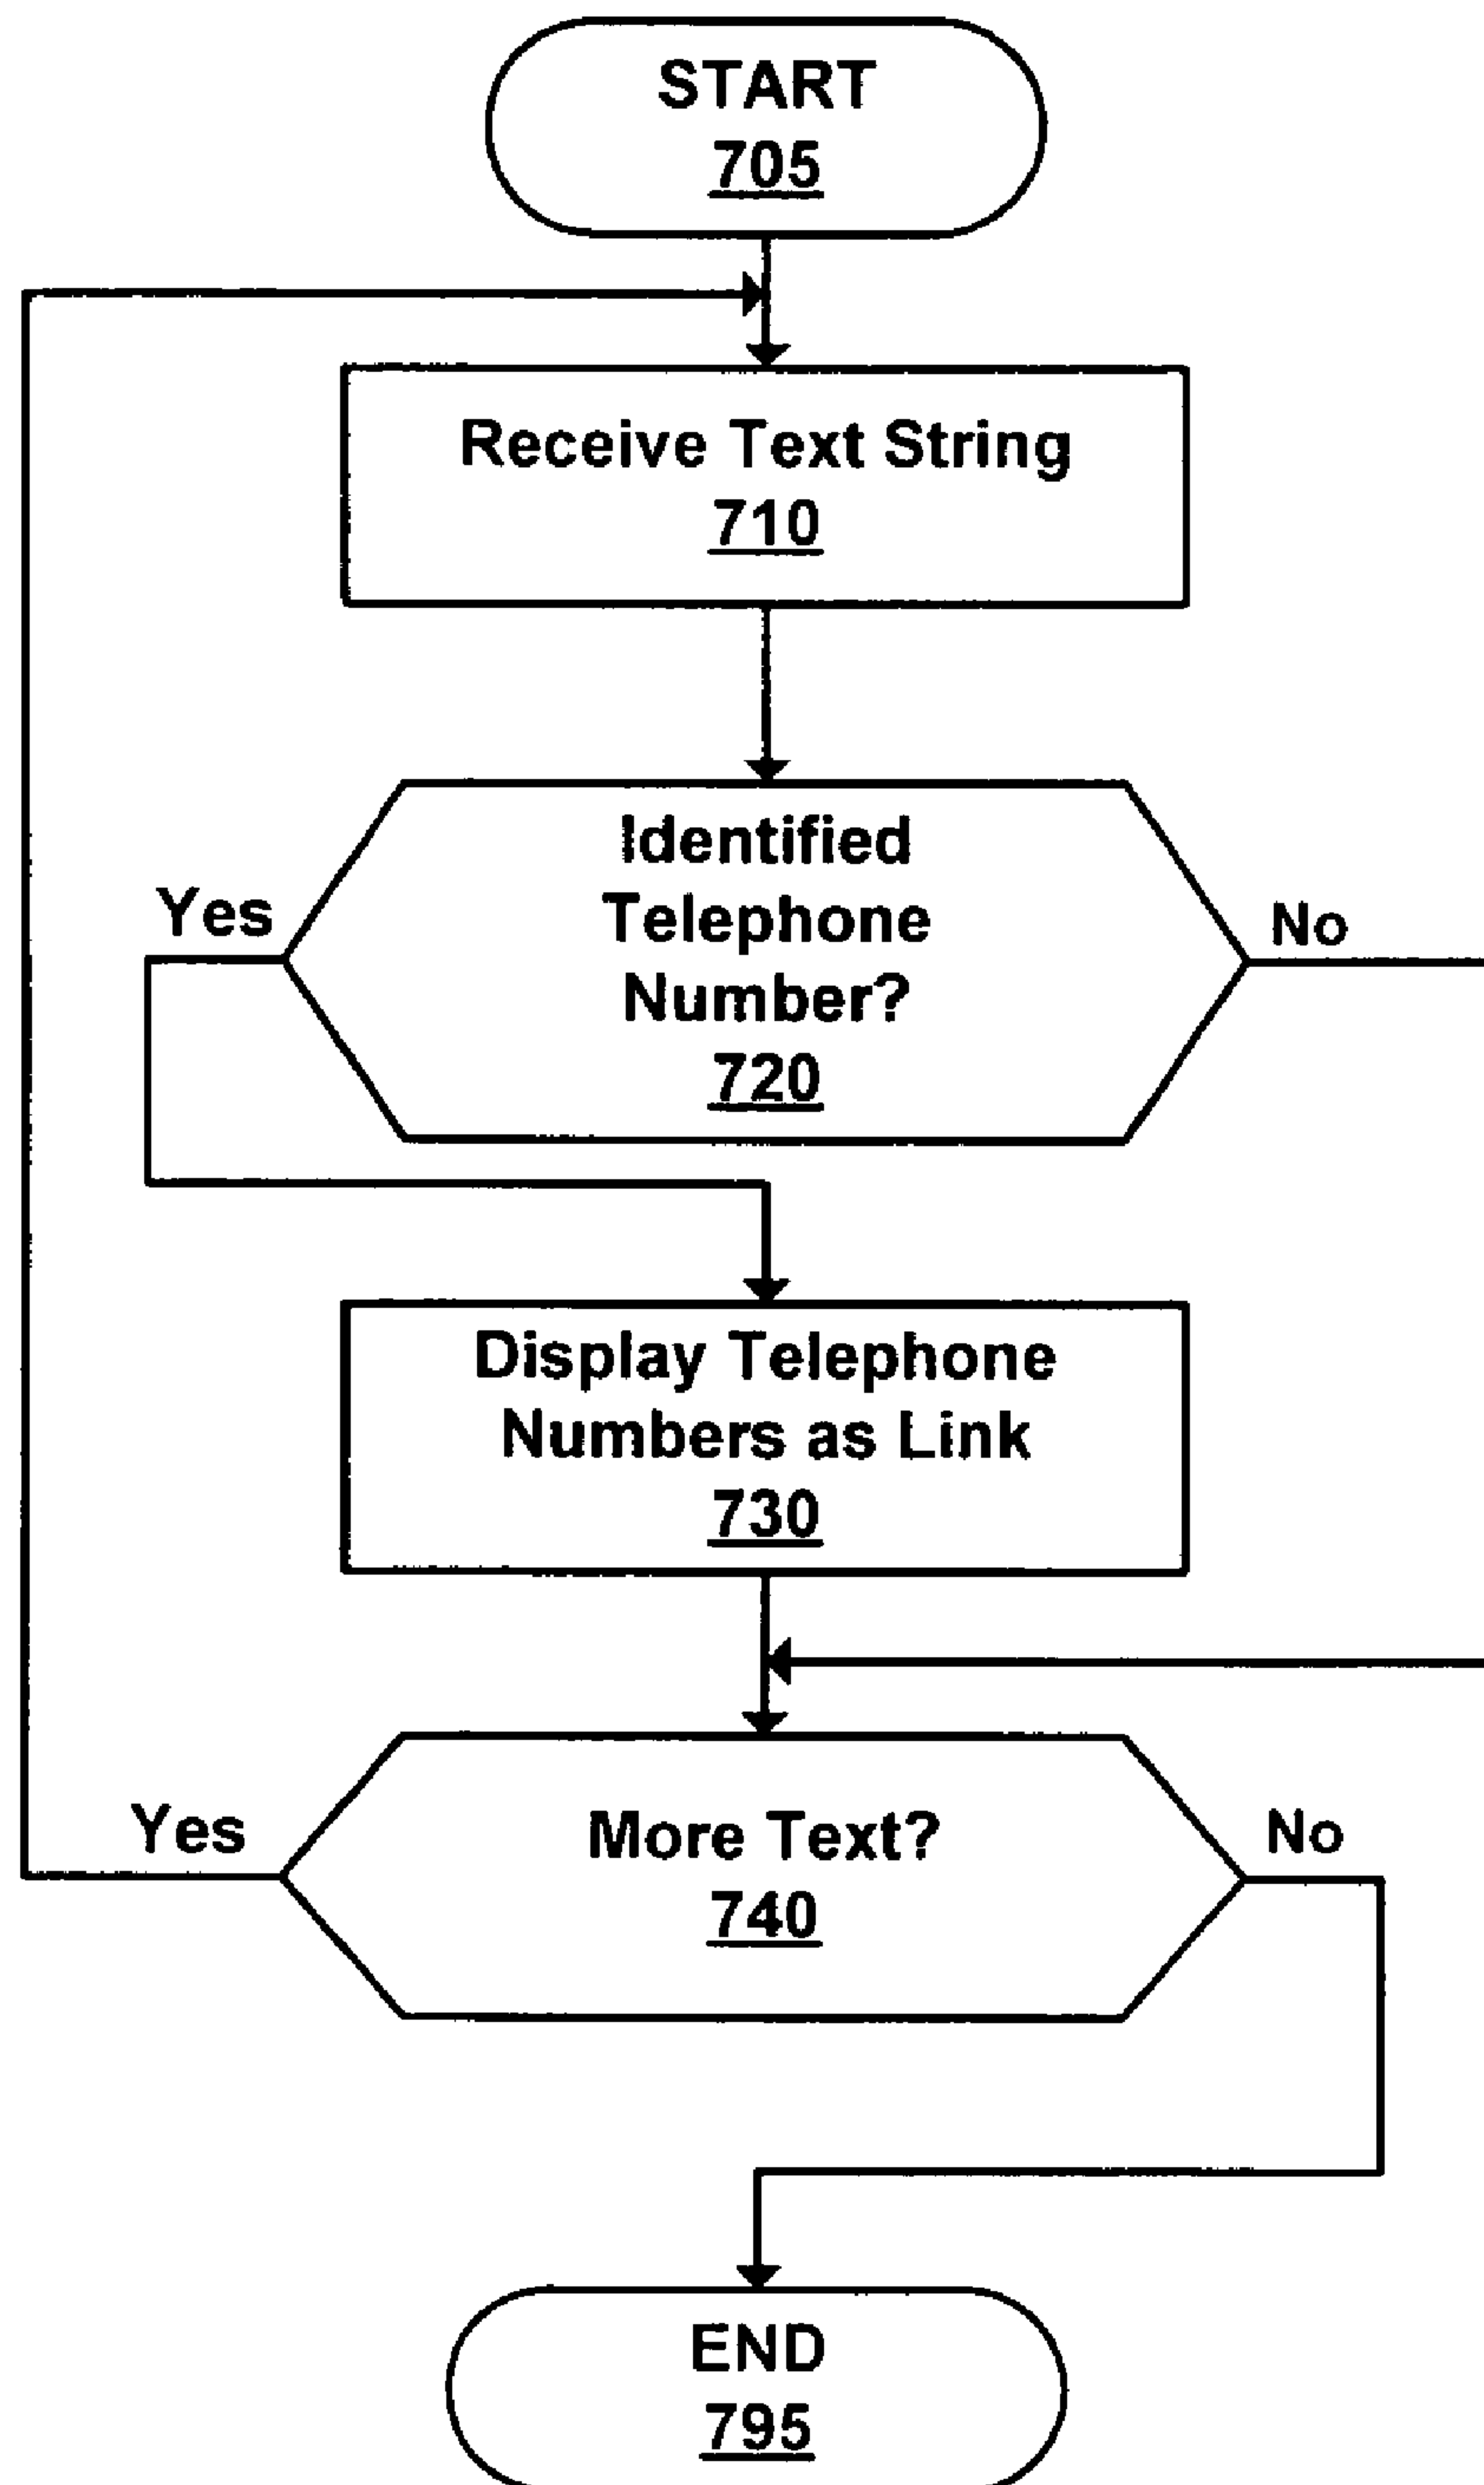 START
705
Receive Text String
710
Identified
Telephone
Number?
720
Yes
No
Display Telephone
Numbers as Link
730
More Text?
740
Yes
No
END
795